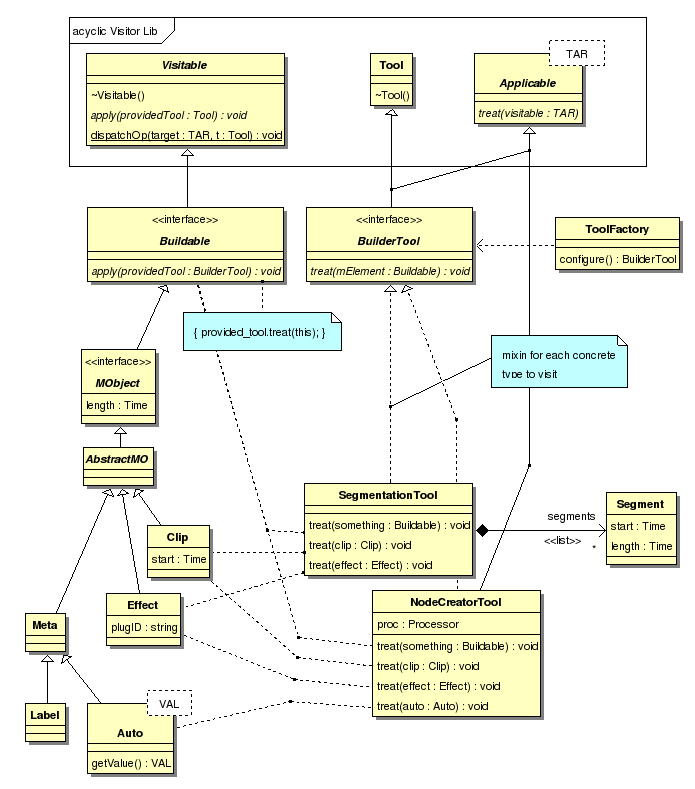 acyclic Visitor Lib
Visitable
~Visitable()
apply(providedTool : Tool) : void
dispatchOp(target : TAR, t : Tool) : void
Tool
~Tool()
TAR
Applicable
treat(visitable : TAR)
<<interface>>
Buildable
apply(providedTool : BuilderTool) : void
<<interface>>
BuilderTool
treat(mElement : Buildable) : void
ToolFactory
configure() : BuilderTool
{ provided_tool.treat(this); }
mixin for each concrete
type to visit
<<interface>>
MObject
length : Time
AbstractMO
SegmentationTool
treat(something : Buildable) : void
treat(clip : Clip) : void
treat(effect : Effect) : void
segments
<<list>>
*
Segment
start : Time
length : Time
Clip
start : Time
Effect
plugID : string
NodeCreatorTool
proc : Processor
treat(something : Buildable) : void
treat(clip : Clip) : void
treat(effect : Effect) : void
treat(auto : Auto) : void
Meta
Label
VAL
Auto
getValue() : VAL